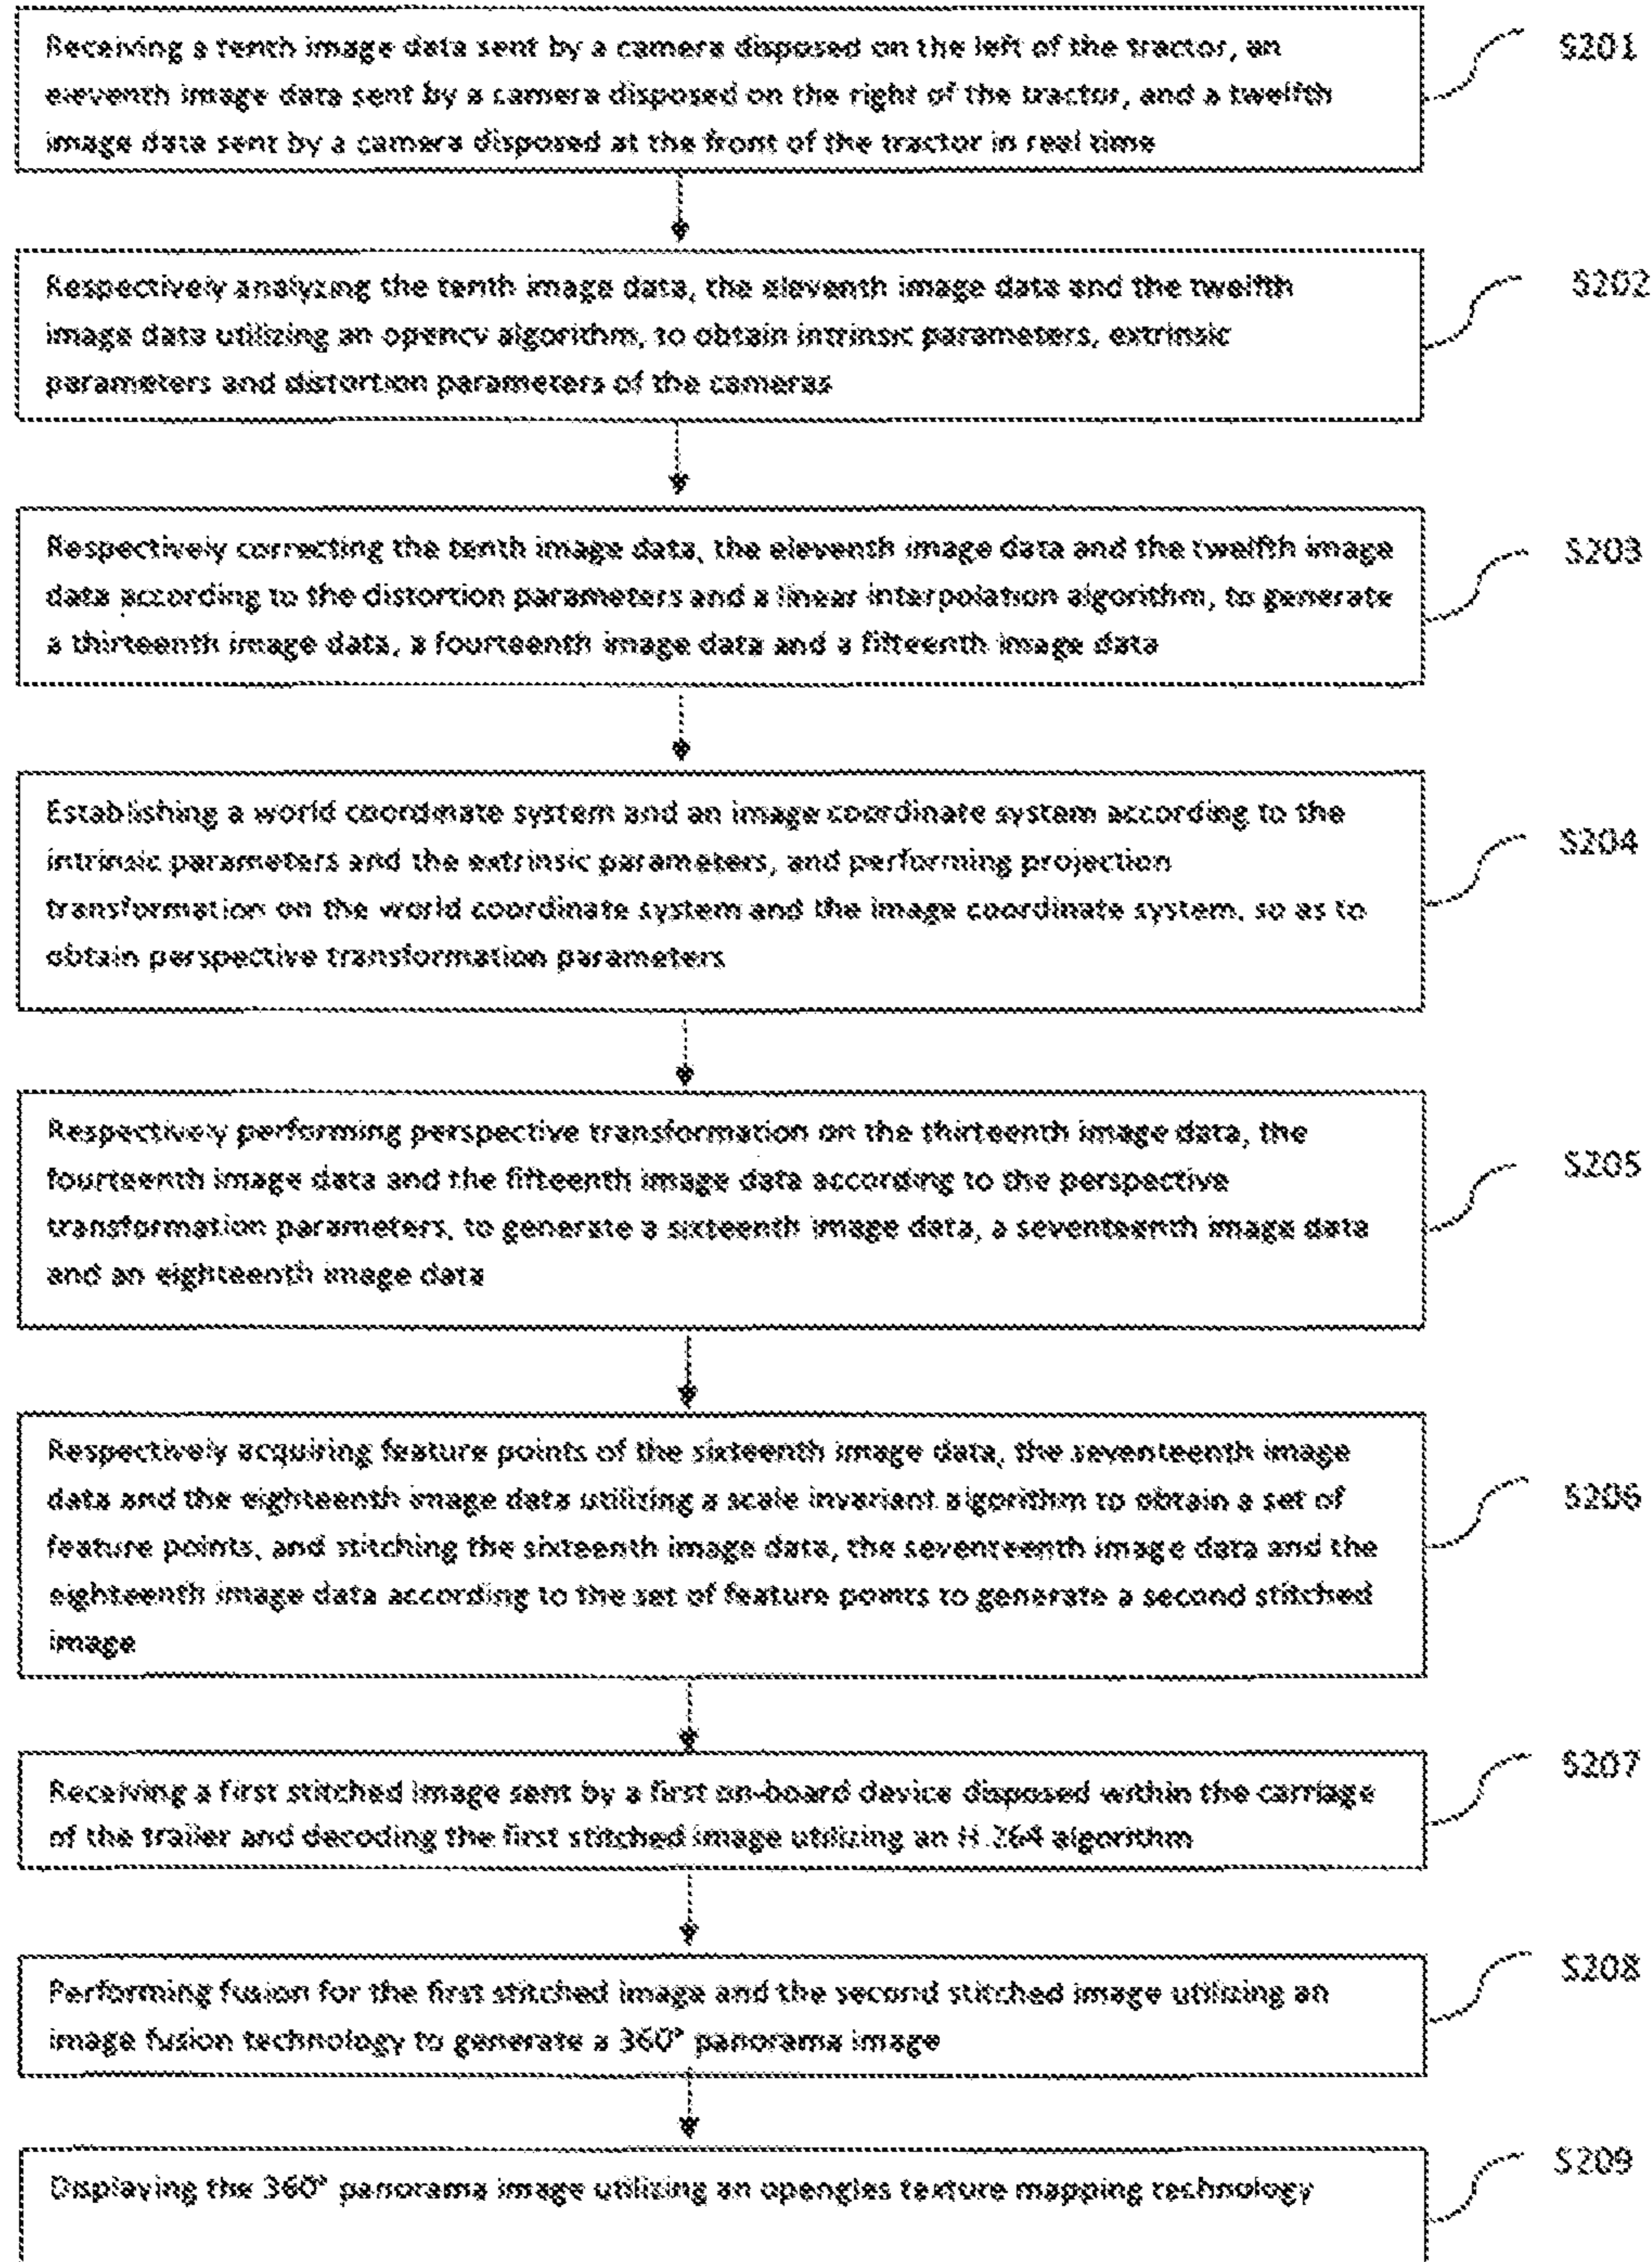 Receiving a tenth image data sent by a camera disposed on the left of the tractor, an
eleventh image data sent by a camera disposed on the right of the tractor, and a twelfth
image data sent by a camera disposed at the front of the tractor in real time
S201
Respectively analyzing the tenth image data, the eleventh image data and the twelfth
image data utilizing an opencv algorithm, to obtain intrinsic parameters, extrinsic
parameters and distortion parameters of the cameras
S202
Respectively correcting the tenth image data, the eleventh image data and the twelfth image
data according to the distortion parameters and a linear interpolation algorithm, to generate
a thirteenth image data, a fourteenth image data and a fifteenth image data
S203
Establishing a world coordinate system and an image coordinate system according to the
intrinsic parameters and the extrinsic parameters, and performing projection
transformation on the world coordinate system and the image coordinate system, so as to
obtain perspective transformation parameters
S204
Respectively performing perspective transformation on the thirteenth image data, the
fourteenth image data and the fifteenth image data according to the perspective
transformation parameters, to generate a sixteenth image data, a seventeenth image data
and an eighteenth image data
S205
Respectively acquiring feature points of the sixteenth image data, the seventeenth image
data and the eighteenth image data utilizing a scale invariant algorithm to obtain a set of
feature points, and stitching the sixteenth image data, the seventeenth image data and the
eighteenth image data according to the set of feature points to generate a second stitched
image
S206
Receiving a first stitched image sent by a first on-board device disposed within the carriage
of the trailer and decoding the first stitched image utilizing an H.264 algorithm
S207
Performing fusion for the first stitched image and the second stitched image utilizing an
image fusion technology to generate a 360° panorama image
S208
Displaying the 360° panorama image utilizing an opengles texture mapping technology
S209